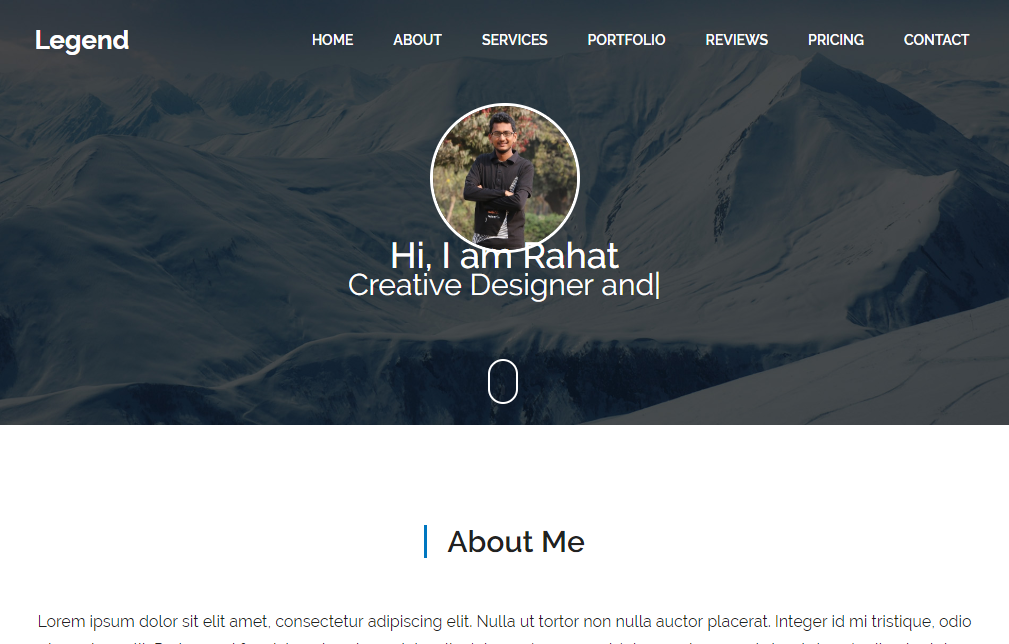 Legend
HOME ABOUT SERVICES PORTFOLIO REVIEWS PRICING CONTACT
Hi, I am Rahat
Creative Designer and|
About Me
Lorem ipsum dolor sit elit amet, consectetur adipiscing elit. Nulla ut tortor non nulla auctor placerat. Integer id mi tristique, odio